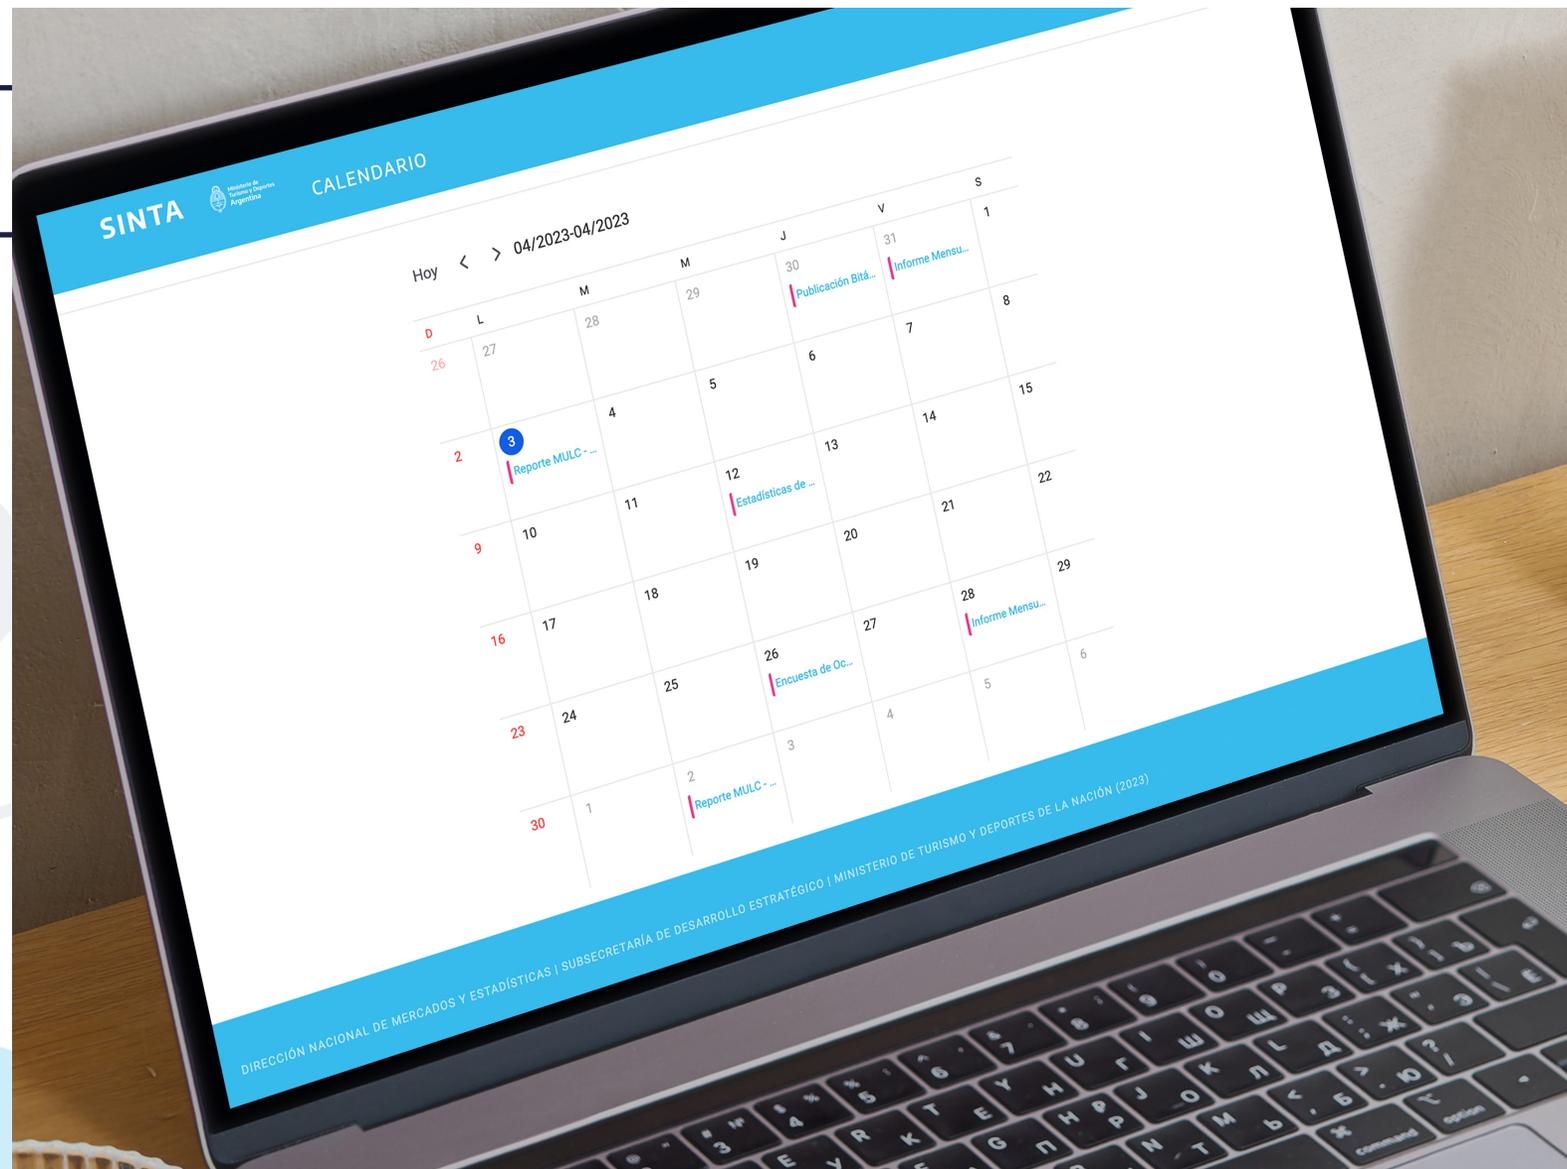 SINTA
Ministerio de
Turismo y Deportes
Argentina
CALENDARIO
Hoy < > 04/2023-04/2023
D L M M J V S
26 27 28 29 30 31 1
Publicación Bitá... Informe Mensu...
2 3 4 5 6 7 8
Reporte MULC - ...
9 10 11 12 13 14 15
Estadísticas de ...
16 17 18 19 20 21 22
23 24 25 26 27 28 29
Encuesta de Oc... Informe Mensu...
30 1 2 3 4 5 6
Reporte MULC - ...
DIRECCIÓN NACIONAL DE MERCADOS Y ESTADÍSTICAS | SUBSECRETARÍA DE DESARROLLO ESTRATÉGICO | MINISTERIO DE TURISMO Y DEPORTES DE LA NACIÓN (2023)
command
option